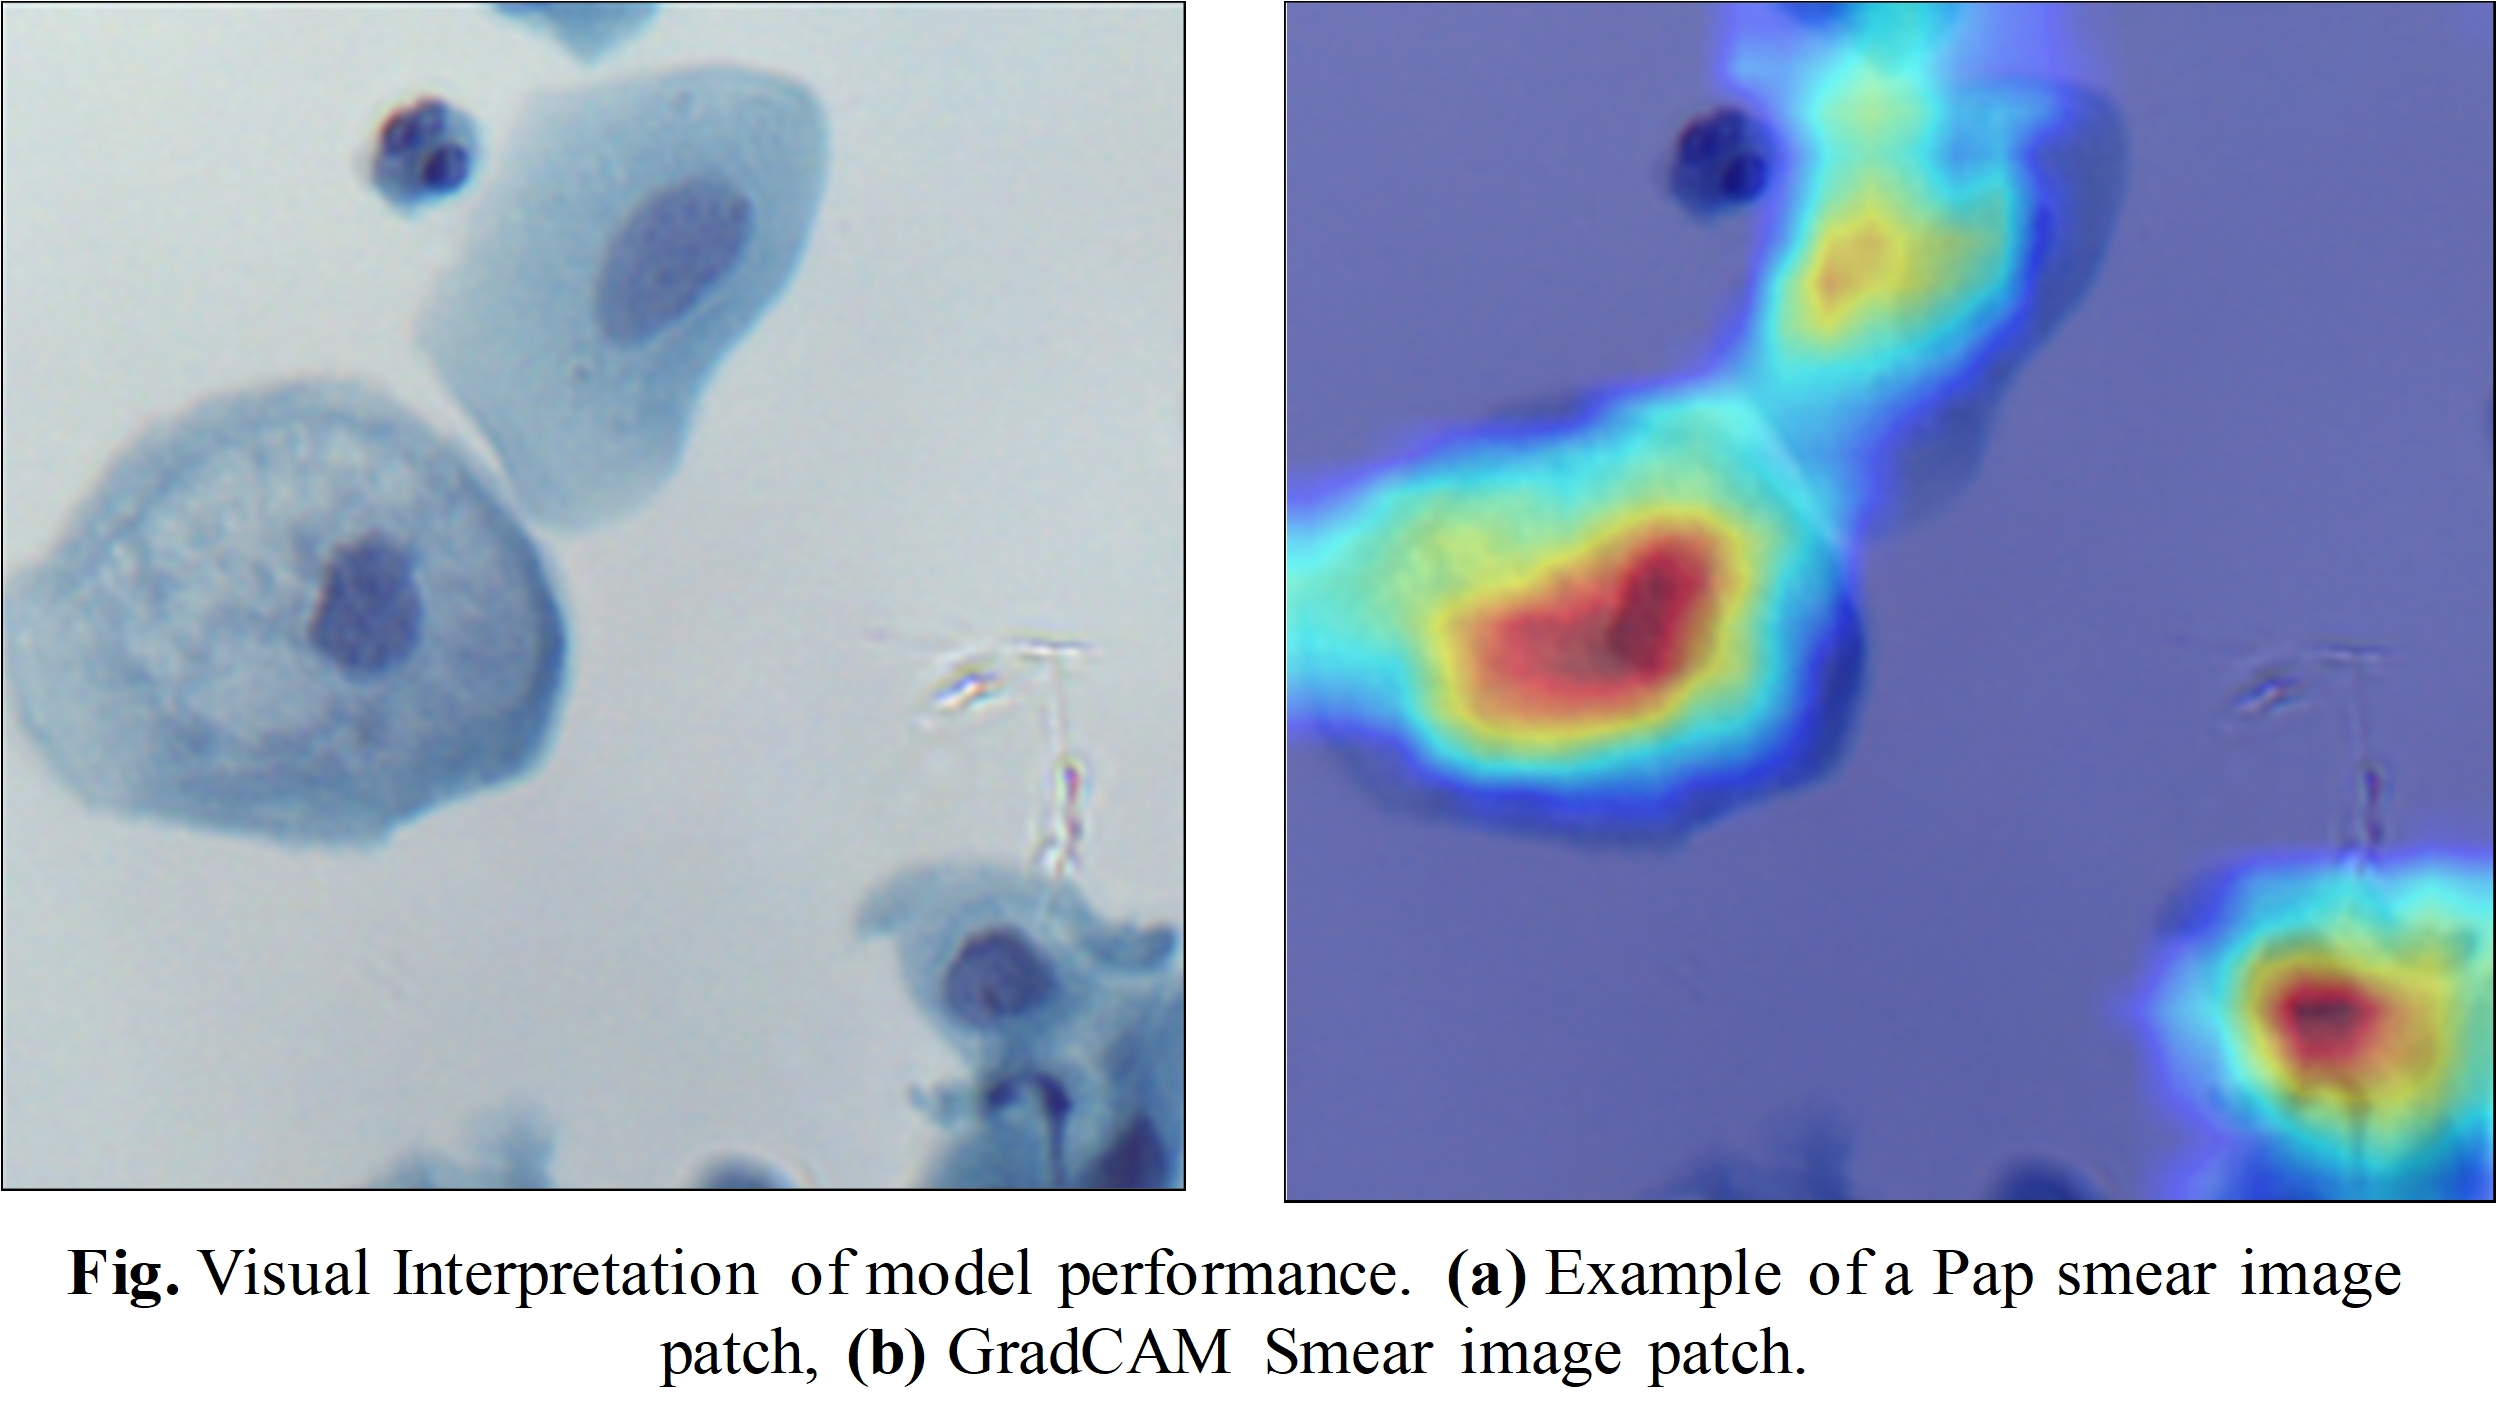 Fig. Visual Interpretation of model performance. (a) Example of a Pap smear image
patch, (b) GradCAM Smear image patch.